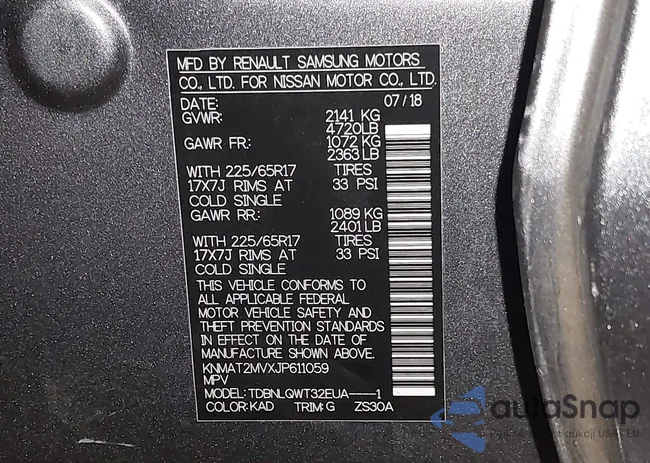 MFD BY RENAULT SAMSUNG MOTORS
CO., LTD. FOR NISSAN MOTOR CO., LTD.
DATE: 07/18
GVWR: 2141 KG
4720LB
GAWR FR: 1072 KG
2363 LB
WITH 225/65R17 TIRES
17X7J RIMS AT 33 PSI
COLD SINGLE
GAWR RR: 1089 KG
2401 LB
WITH 225/65R17 TIRES
17X7J RIMS AT 33 PSI
COLD SINGLE
THIS VEHICLE CONFORMS TO
ALL APPLICABLE FEDERAL
MOTOR VEHICLE SAFETY AND
THEFT PREVENTION STANDARDS
IN EFFECT ON THE DATE OF
MANUFACTURE SHOWN ABOVE.
KNMAT2MVXJP611059
MPV
MODEL: TDBNLQWT32EUA----1
COLOR: KAD TRIM: G ZS30A
autaSnap
aukcji USA I EU